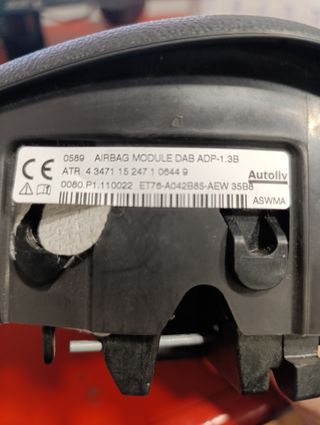 0589 AIRBAG MODULE DAB ADP-1.3B
CE ATR 4.3471 15 247 1 0644 9 Autoliv
0080.P1.110022 ET76-A042B85-AEW 35B8
ASWMA